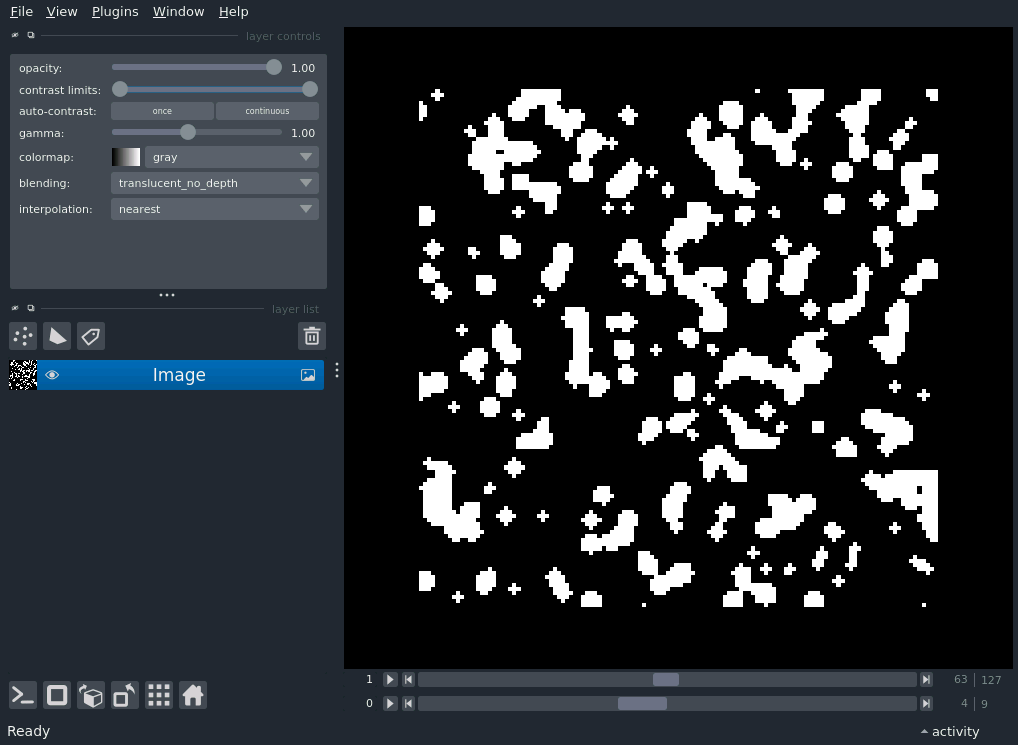 File View Plugins Window Help
layer controls
opacity: 1.00
contrast limits:
auto-contrast: once continuous
gamma: 1.00
colormap: gray
blending: translucent_no_depth
interpolation: nearest
layer list
Image
1 63 127
0 4 9
Ready activity